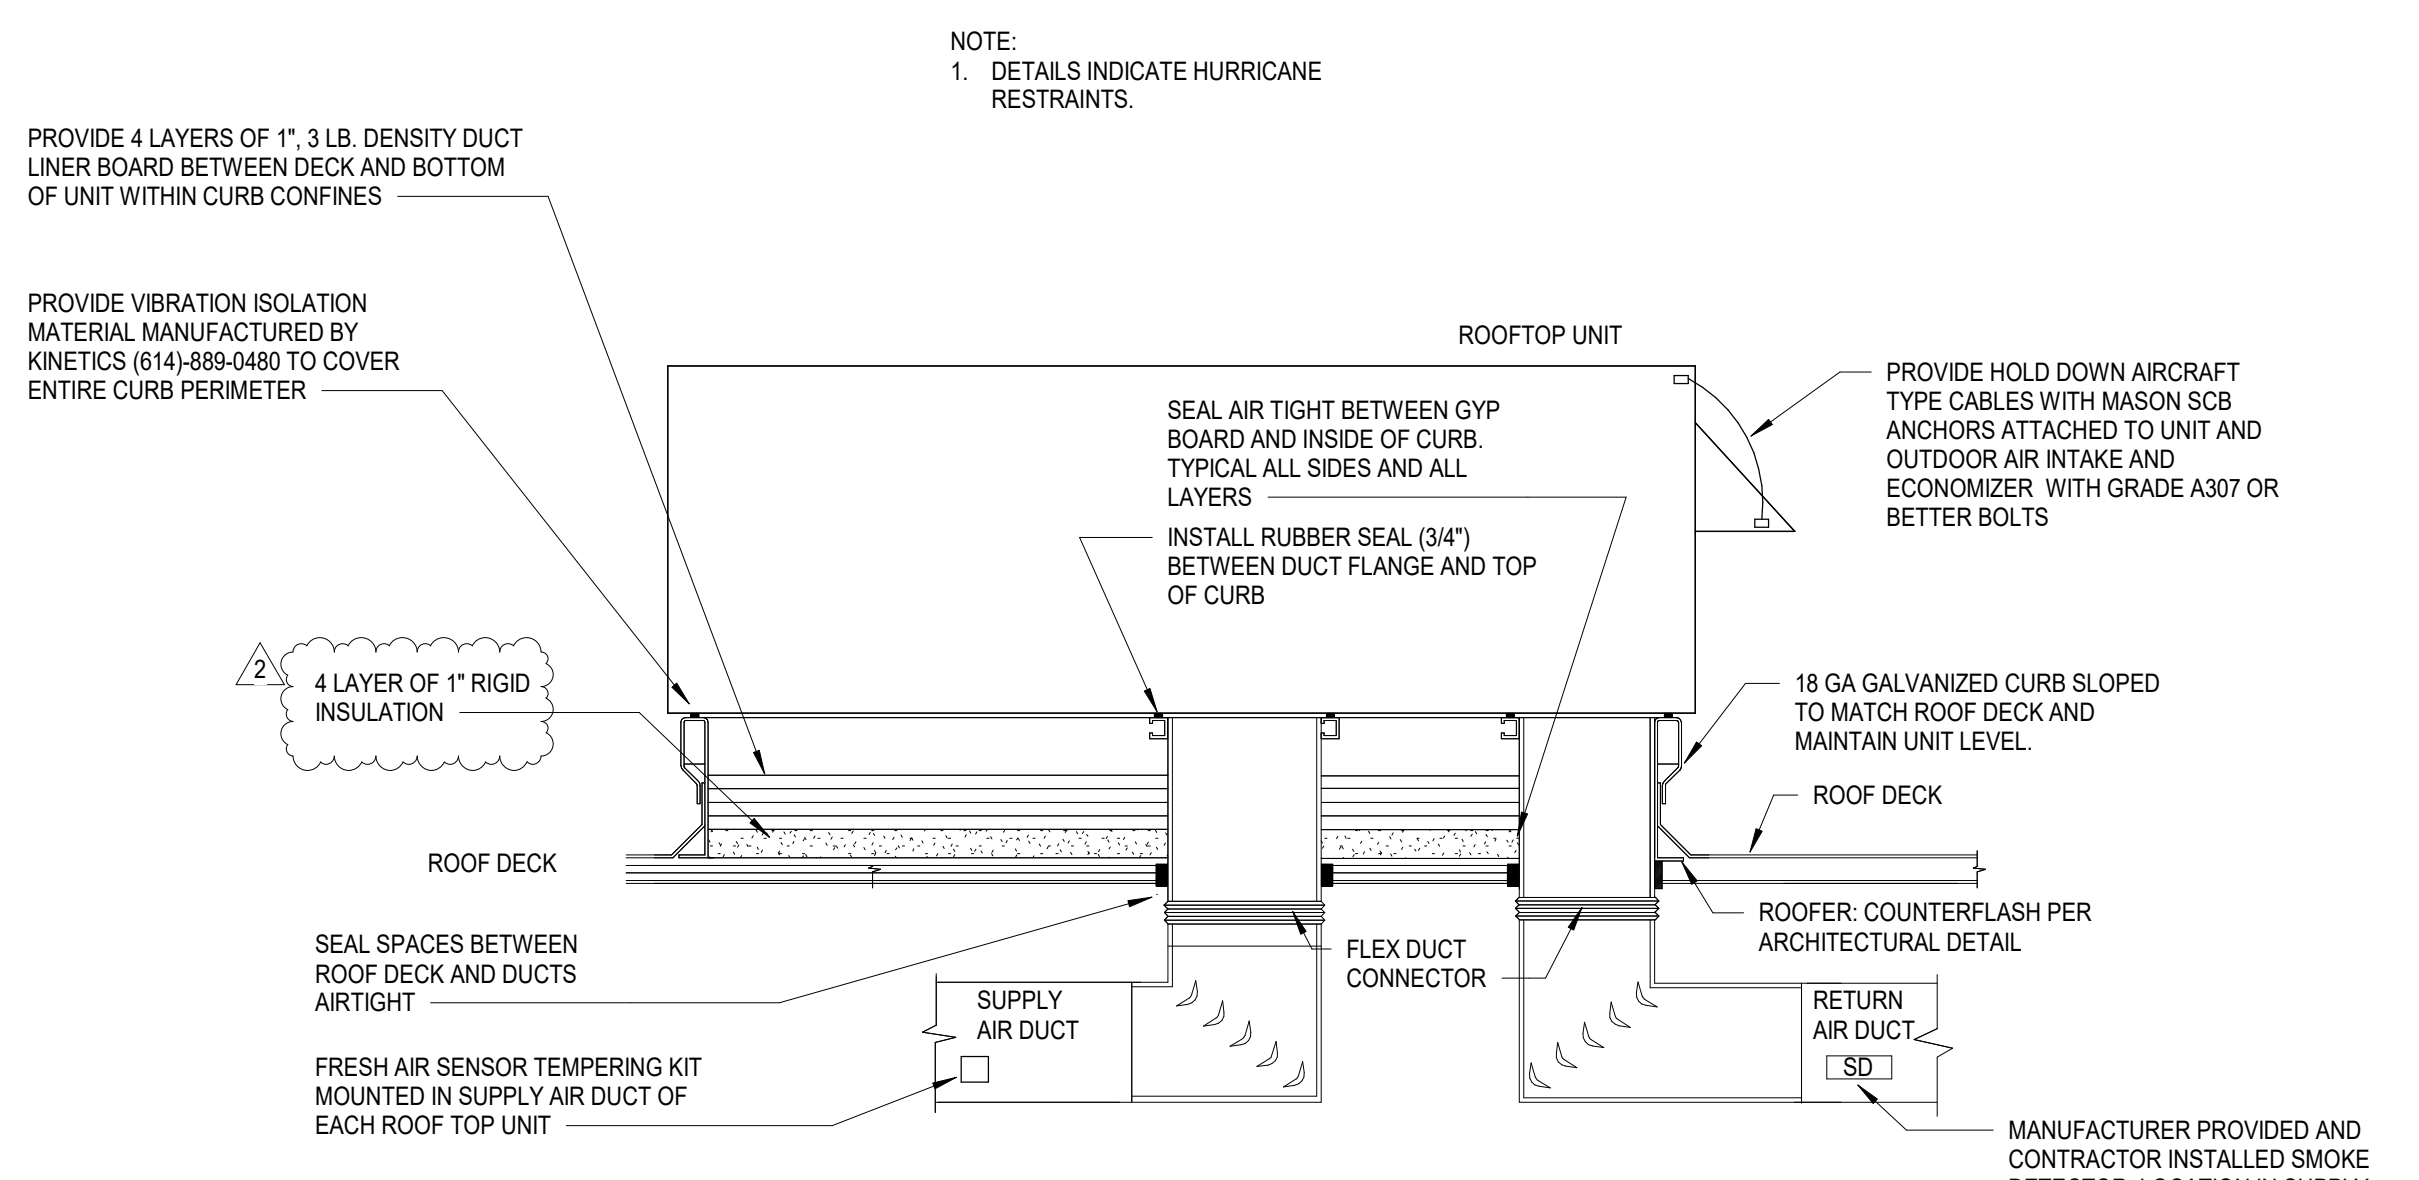 NOTE:
1. DETAILS INDICATE HURRICANE
RESTRAINTS.
PROVIDE 4 LAYERS OF 1", 3 LB. DENSITY DUCT
LINER BOARD BETWEEN DECK AND BOTTOM
OF UNIT WITHIN CURB CONFINES
PROVIDE VIBRATION ISOLATION
MATERIAL MANUFACTURED BY
KINETICS (614)-889-0480 TO COVER
ENTIRE CURB PERIMETER
ROOFTOP UNIT
SEAL AIR TIGHT BETWEEN GYP
BOARD AND INSIDE OF CURB.
TYPICAL ALL SIDES AND ALL
LAYERS
INSTALL RUBBER SEAL (3/4")
BETWEEN DUCT FLANGE AND TOP
OF CURB
PROVIDE HOLD DOWN AIRCRAFT
TYPE CABLES WITH MASON SCB
ANCHORS ATTACHED TO UNIT AND
OUTDOOR AIR INTAKE AND
ECONOMIZER WITH GRADE A307 OR
BETTER BOLTS
2
4 LAYER OF 1" RIGID
INSULATION
18 GA GALVANIZED CURB SLOPED
TO MATCH ROOF DECK AND
MAINTAIN UNIT LEVEL.
ROOF DECK
ROOF DECK
ROOFER: COUNTERFLASH PER
ARCHITECTURAL DETAIL
SEAL SPACES BETWEEN
ROOF DECK AND DUCTS
AIRTIGHT
FLEX DUCT
CONNECTOR
SUPPLY
AIR DUCT
RETURN
AIR DUCT
SD
FRESH AIR SENSOR TEMPERING KIT
MOUNTED IN SUPPLY AIR DUCT OF
EACH ROOF TOP UNIT
MANUFACTURER PROVIDED AND
CONTRACTOR INSTALLED SMOKE
DETECTOR. LOCATION IN SUPPLY